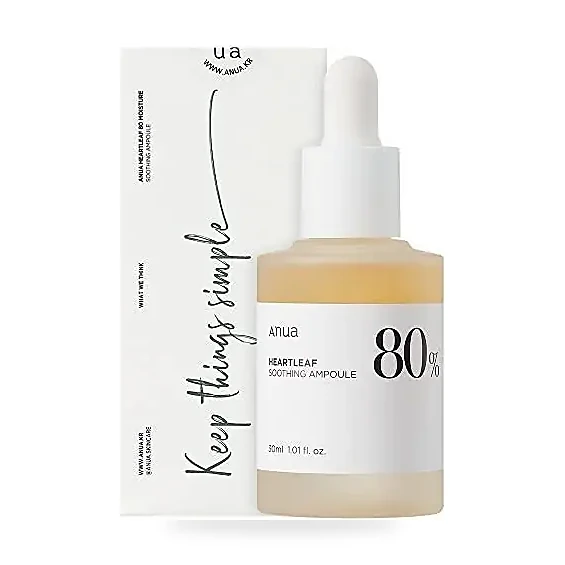 ua
WWW.ANUA.KR
ANUA HEARTLEAF 80 MOISTURE
SOOTHING AMPOULE
WHAT WE THINK
WWW.ANUA.KR
@ANUA.SKINCARE
Keep things simple
Anua
HEARTLEAF
SOOTHING AMPOULE
80%
30ml 1.01 fl. oz.